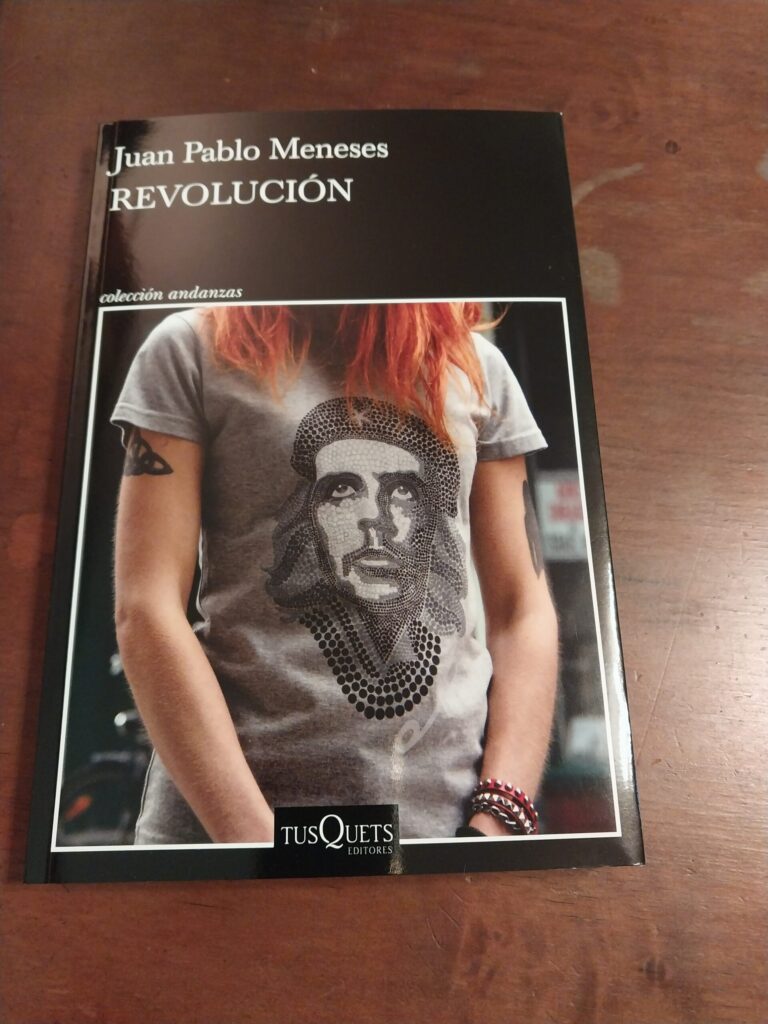 Juan Pablo Meneses
REVOLUCIÓN
colección andanzas
TUSQUETS
EDITORES